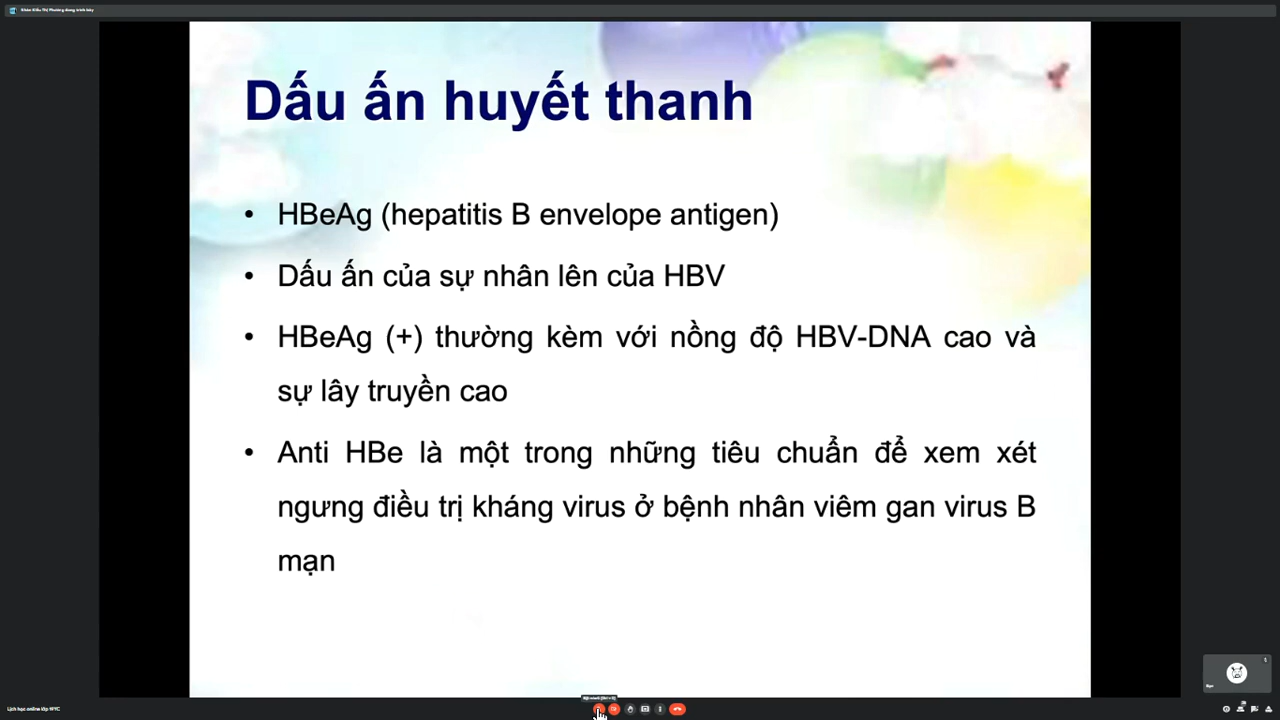 Dấu ấn huyết thanh
• HBeAg (hepatitis B envelope antigen)
• Dấu ấn của sự nhân lên của HBV
• HBeAg (+) thường kèm với nồng độ HBV-DNA cao và
sự lây truyền cao
• Anti HBe là một trong những tiêu chuẩn để xem xét
ngưng điều trị kháng virus ở bệnh nhân viêm gan virus B
mạn